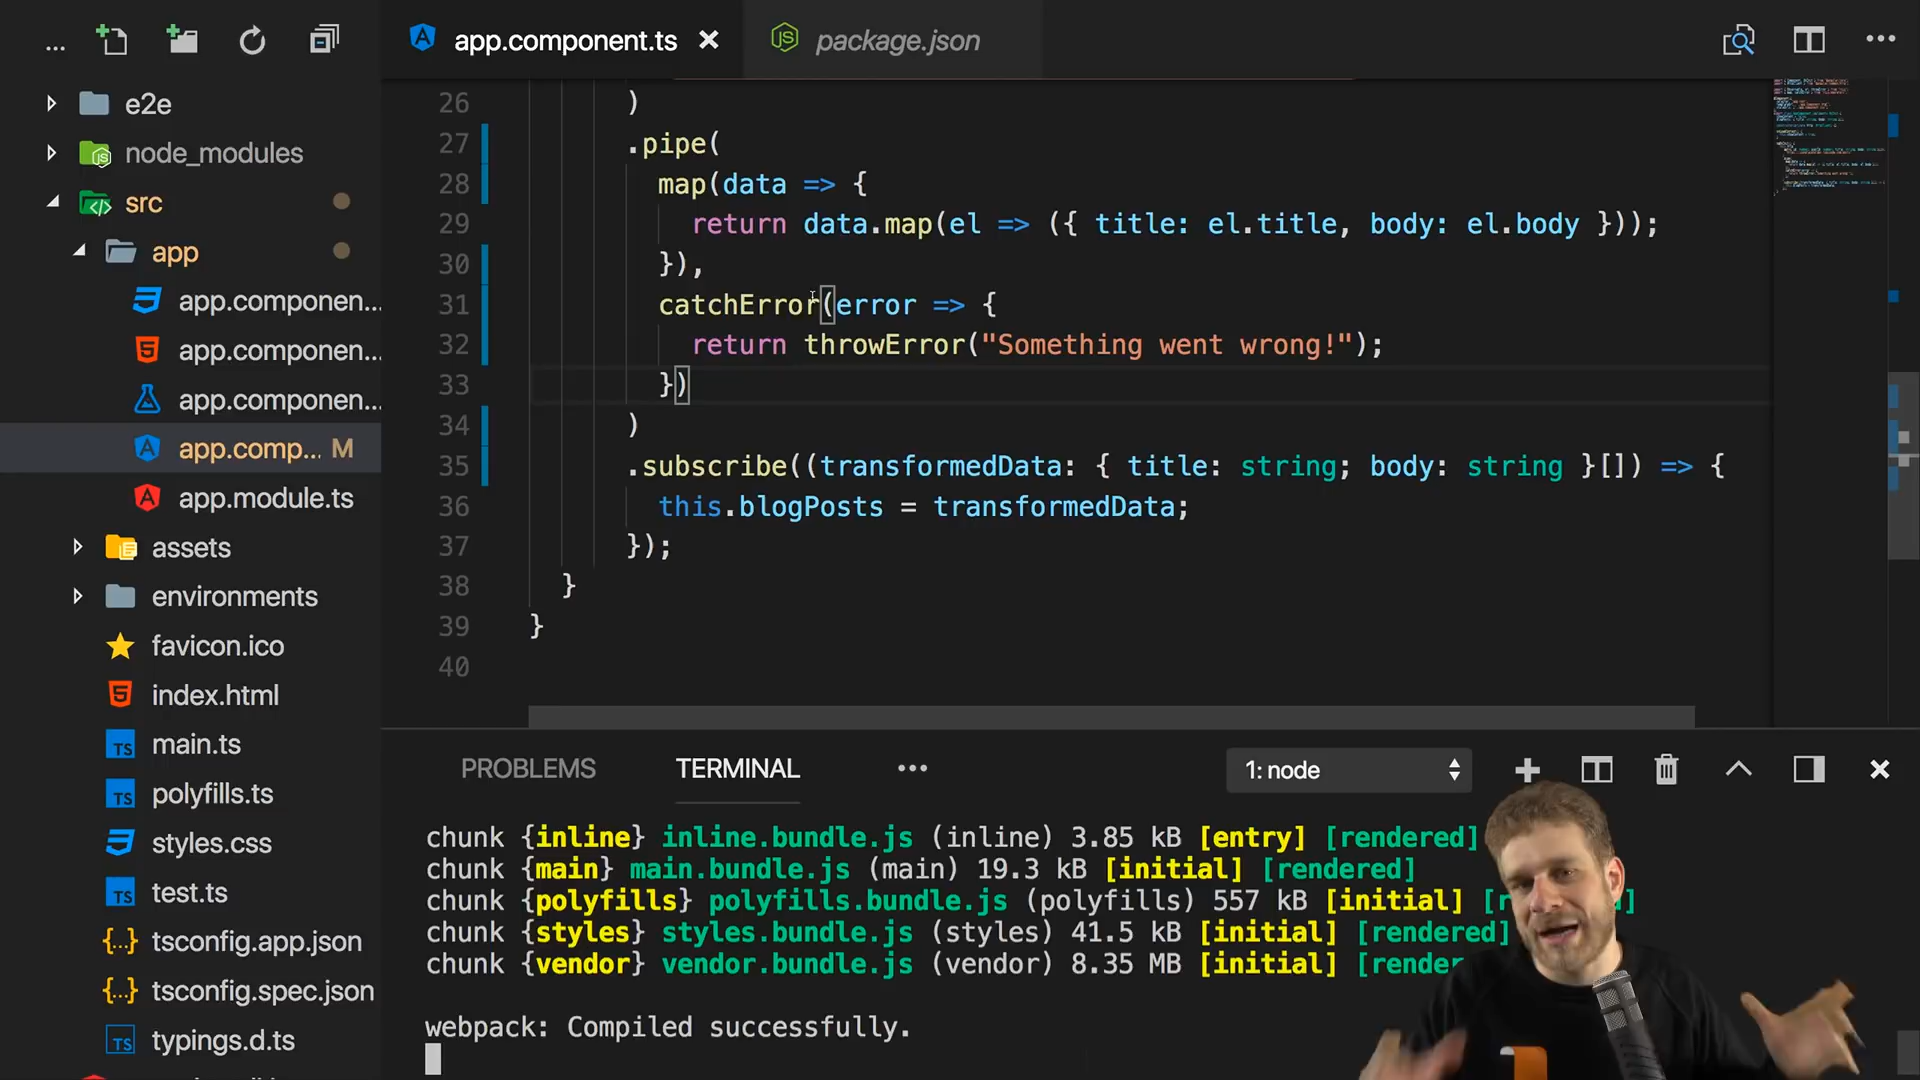 ...
app.component.ts
package.json
e2e
node_modules
src
app
app.componen...
app.componen...
app.componen...
app.comp... M
app.module.ts
assets
environments
favicon.ico
index.html
main.ts
polyfills.ts
styles.css
test.ts
tsconfig.app.json
tsconfig.spec.json
typings.d.ts
26 )
27 .pipe(
28 map(data => {
29 return data.map(el => ({ title: el.title, body: el.body }));
30 }),
31 catchError(error => {
32 return throwError("Something went wrong!");
33 })
34 )
35 .subscribe((transformedData: { title: string; body: string }[]) => {
36 this.blogPosts = transformedData;
37 });
38 }
39 }
40
PROBLEMS TERMINAL ... 1: node
chunk {inline} inline.bundle.js (inline) 3.85 kB [entry] [rendered]
chunk {main} main.bundle.js (main) 19.3 kB [initial] [rendered]
chunk {polyfills} polyfills.bundle.js (polyfills) 557 kB [initial]
chunk {styles} styles.bundle.js (styles) 41.5 kB [initial] [rendered]
chunk {vendor} vendor.bundle.js (vendor) 8.35 MB [initial]
webpack: Compiled successfully.